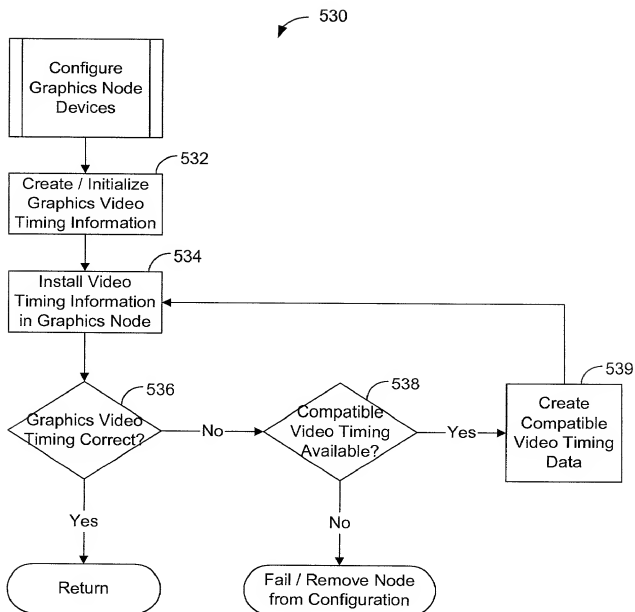 530
Configure
Graphics Node
Devices
532
Create / Initialize
Graphics Video
Timing Information
534
Install Video
Timing Information
in Graphics Node
536
Graphics Video
Timing Correct?
No
538
Compatible
Video Timing
Available?
Yes
539
Create
Compatible
Video Timing
Data
Yes
No
Return
Fail / Remove Node
from Configuration